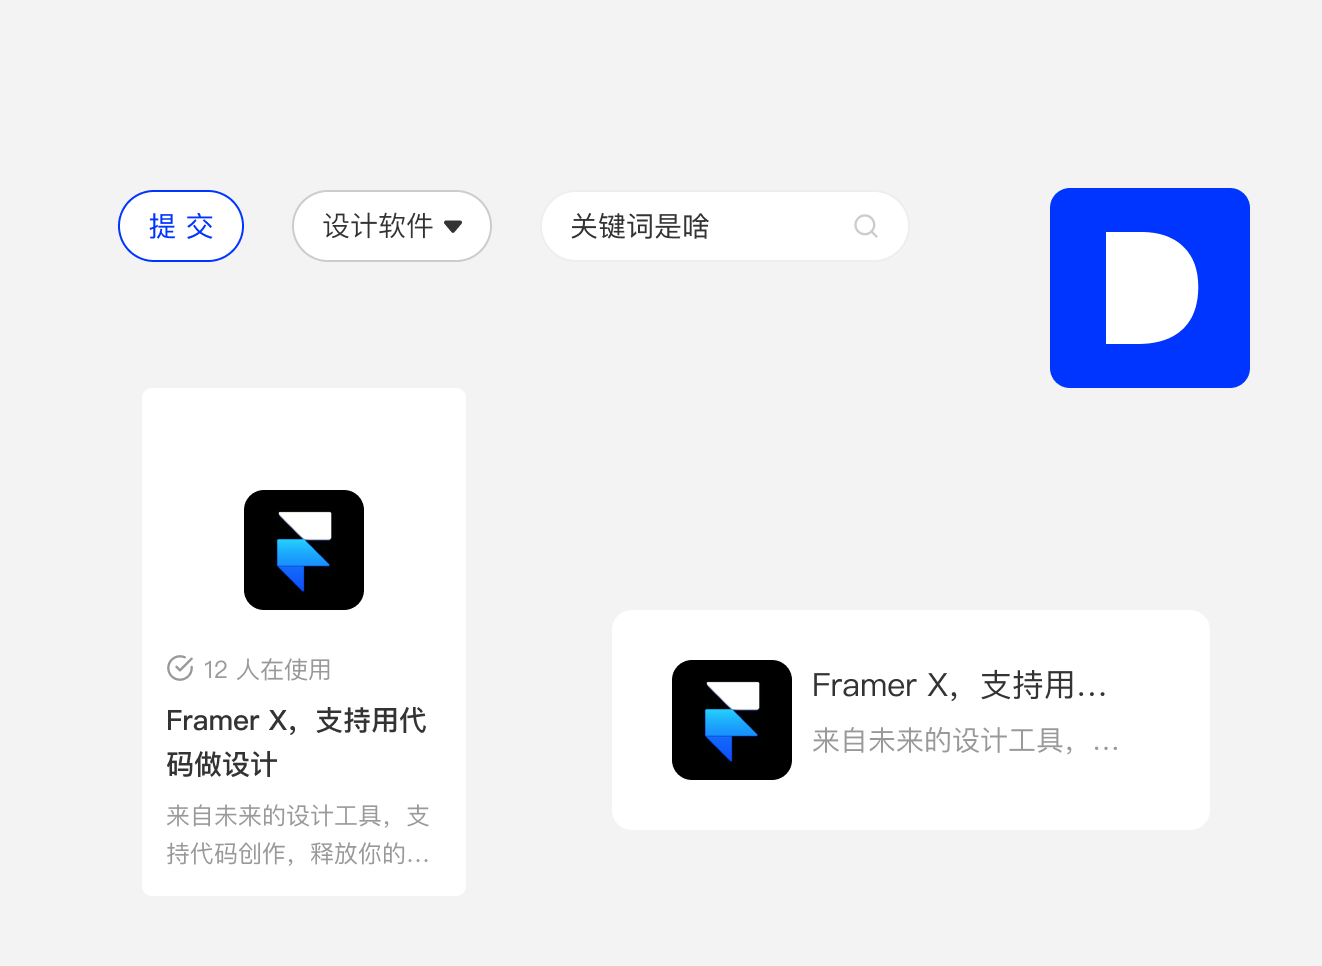 提 交
设计软件
关键词是啥
D
12 人在使用
Framer X，支持用代
码做设计
来自未来的设计工具，支
持代码创作，释放你的...
Framer X，支持用...
来自未来的设计工具，...